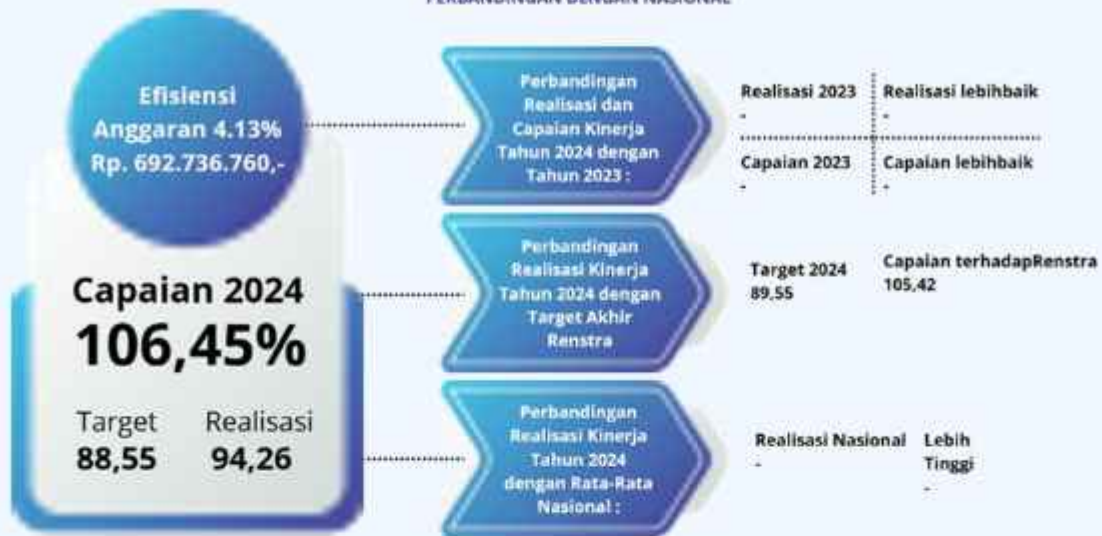 PERBANDINGAN DENGAN NASIONAL
Efisiensi
Anggaran 4.13%
Rp. 692.736.760,-
Capaian 2024
106,45%
Target Realisasi
88,55 94,26
Perbandingan
Realisasi dan
Capaian Kinerja
Tahun 2024 dengan
Tahun 2023 :
Realisasi 2023 Realisasi lebihbaik
- -
Capaian 2023 Capaian lebihbaik
- -
Perbandingan
Realisasi Kinerja
Tahun 2024 dengan
Target Akhir
Renstra
Target 2024 Capaian terhadapRenstra
89,55 105,42
Perbandingan
Realisasi Kinerja
Tahun 2024
dengan Rata-Rata
Nasional :
Realisasi Nasional Lebih
- Tinggi
-